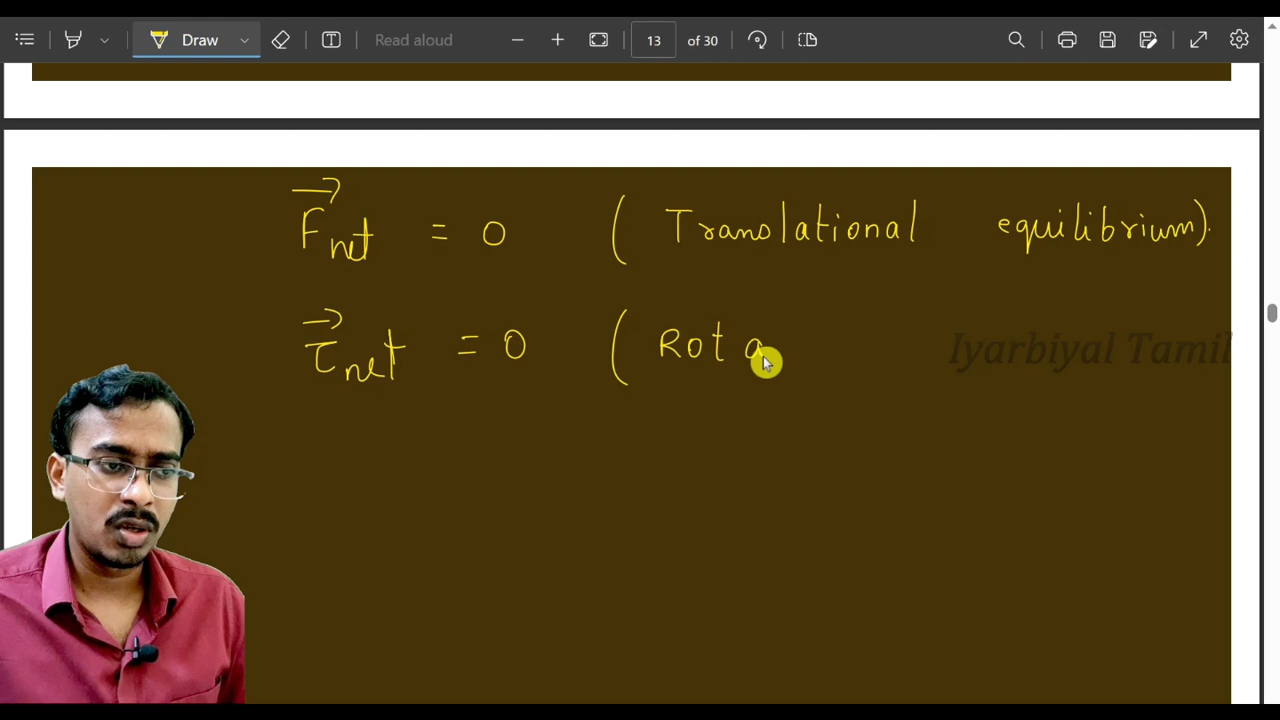 Draw
Read aloud
13 of 30
F⃗net = 0 ( Translational equilibrium).
τ⃗net = 0 ( Rota
Iyarbiyal Tamil